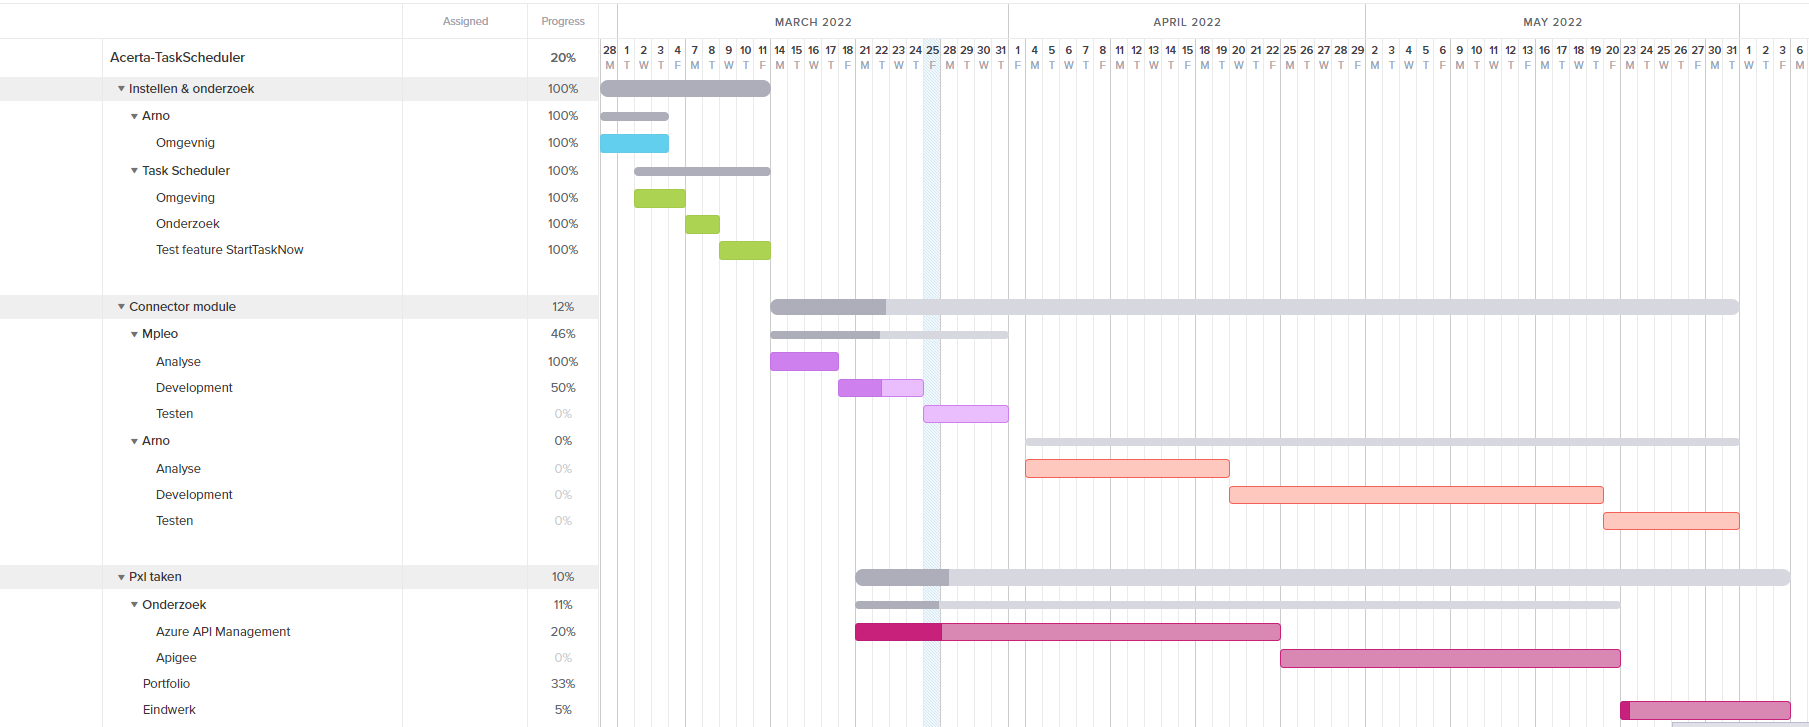 Assigned Progress MARCH 2022 APRIL 2022 MAY 2022
Acerta-TaskScheduler 20% 28 1 2 3 4 7 8 9 10 11 14 15 16 17 18 21 22 23 24 25 28 29 30 31 1 4 5 6 7 8 11 12 13 14 15 18 19 20 21 22 25 26 27 28 29 2 3 4 5 6 9 10 11 12 13 16 17 18 19 20 23 24 25 26 27 30 31 1 2 3 6
M T W T F M T W T F M T W T F M T W T F M T W T F M T W T F M T W T F M T W T F M T W T F M T W T F M T W T F M T W T F M T W T F M T W T F M
Instellen & onderzoek 100%
Arno 100%
Omgevnig 100%
Task Scheduler 100%
Omgeving 100%
Onderzoek 100%
Test feature StartTaskNow 100%
Connector module 12%
Mpleo 46%
Analyse 100%
Development 50%
Testen 0%
Arno 0%
Analyse 0%
Development 0%
Testen 0%
Pxl taken 10%
Onderzoek 11%
Azure API Management 20%
Apigee 0%
Portfolio 33%
Eindwerk 5%